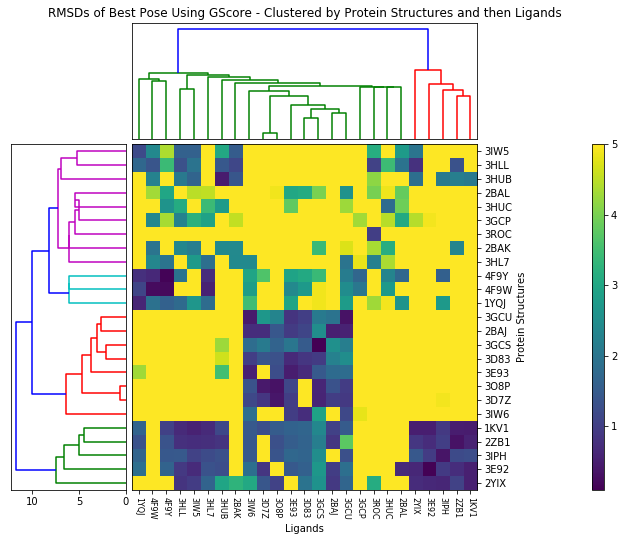 RMSDs of Best Pose Using GScore - Clustered by Protein Structures and then Ligands
3IW5
3HLL
3HUB
2BAL
3HUC
3GCP
3ROC
2BAK
3HL7
4F9Y
4F9W
1YQJ
3GCU
2BAJ
3GCS
3D83
3E93
3O8P
3D7Z
3IW6
1KV1
2ZB1
3IPH
3E92
2YIX
Protein Structures
5
4
3
2
1
10 5 0
1YQJ 4F9W 4F9Y 3HLL 3IW5 3HL7 3HUB 2BAK 3IW6 3D7Z 3O8P 3E93 3D83 3GCS 2BAJ 3GCU 3GCP 3ROC 3HUC 2BAL 2YIX 3E92 3IPH 2ZB1 1KV1
Ligands